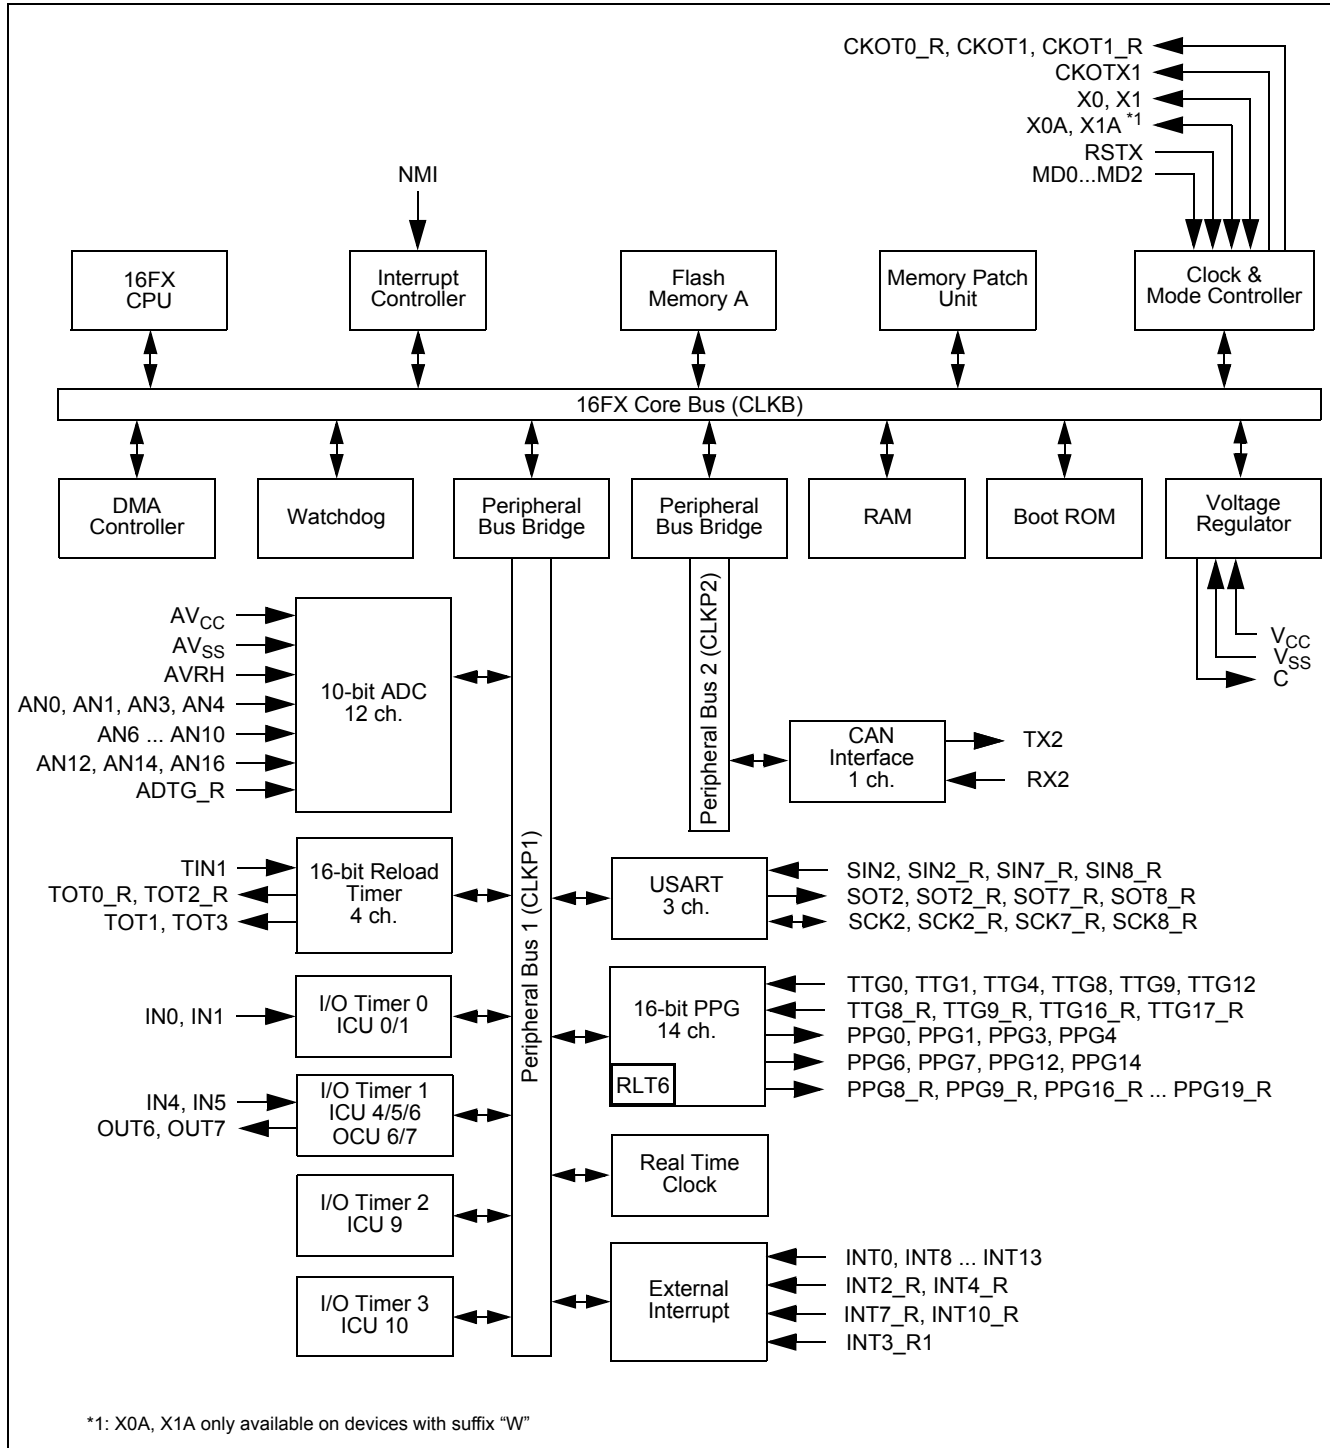 CKOT0_R, CKOT1, CKOT1_R
CKOTX1
X0, X1
X0A, X1A *1
RSTX
MD0...MD2
NMI
16FX
CPU
Interrupt
Controller
Flash
Memory A
Memory Patch
Unit
Clock &
Mode Controller
16FX Core Bus (CLKB)
DMA
Controller
Watchdog
Peripheral
Bus Bridge
Peripheral
Bus Bridge
RAM
Boot ROM
Voltage
Regulator
VCC
VSS
C
Peripheral Bus 1 (CLKP1)
Peripheral Bus 2 (CLKP2)
AVCC
AVSS
AVRH
AN0, AN1, AN3, AN4
AN6 ... AN10
AN12, AN14, AN16
ADTG_R
10-bit ADC
12 ch.
CAN
Interface
1 ch.
TX2
RX2
TIN1
TOT0_R, TOT2_R
TOT1, TOT3
16-bit Reload
Timer
4 ch.
USART
3 ch.
SIN2, SIN2_R, SIN7_R, SIN8_R
SOT2, SOT2_R, SOT7_R, SOT8_R
SCK2, SCK2_R, SCK7_R, SCK8_R
IN0, IN1
I/O Timer 0
ICU 0/1
16-bit PPG
14 ch.
RLT6
TTG0, TTG1, TTG4, TTG8, TTG9, TTG12
TTG8_R, TTG9_R, TTG16_R, TTG17_R
PPG0, PPG1, PPG3, PPG4
PPG6, PPG7, PPG12, PPG14
PPG8_R, PPG9_R, PPG16_R ... PPG19_R
IN4, IN5
OUT6, OUT7
I/O Timer 1
ICU 4/5/6
OCU 6/7
Real Time
Clock
I/O Timer 2
ICU 9
I/O Timer 3
ICU 10
External
Interrupt
INT0, INT8 ... INT13
INT2_R, INT4_R
INT7_R, INT10_R
INT3_R1
*1: X0A, X1A only available on devices with suffix “W”